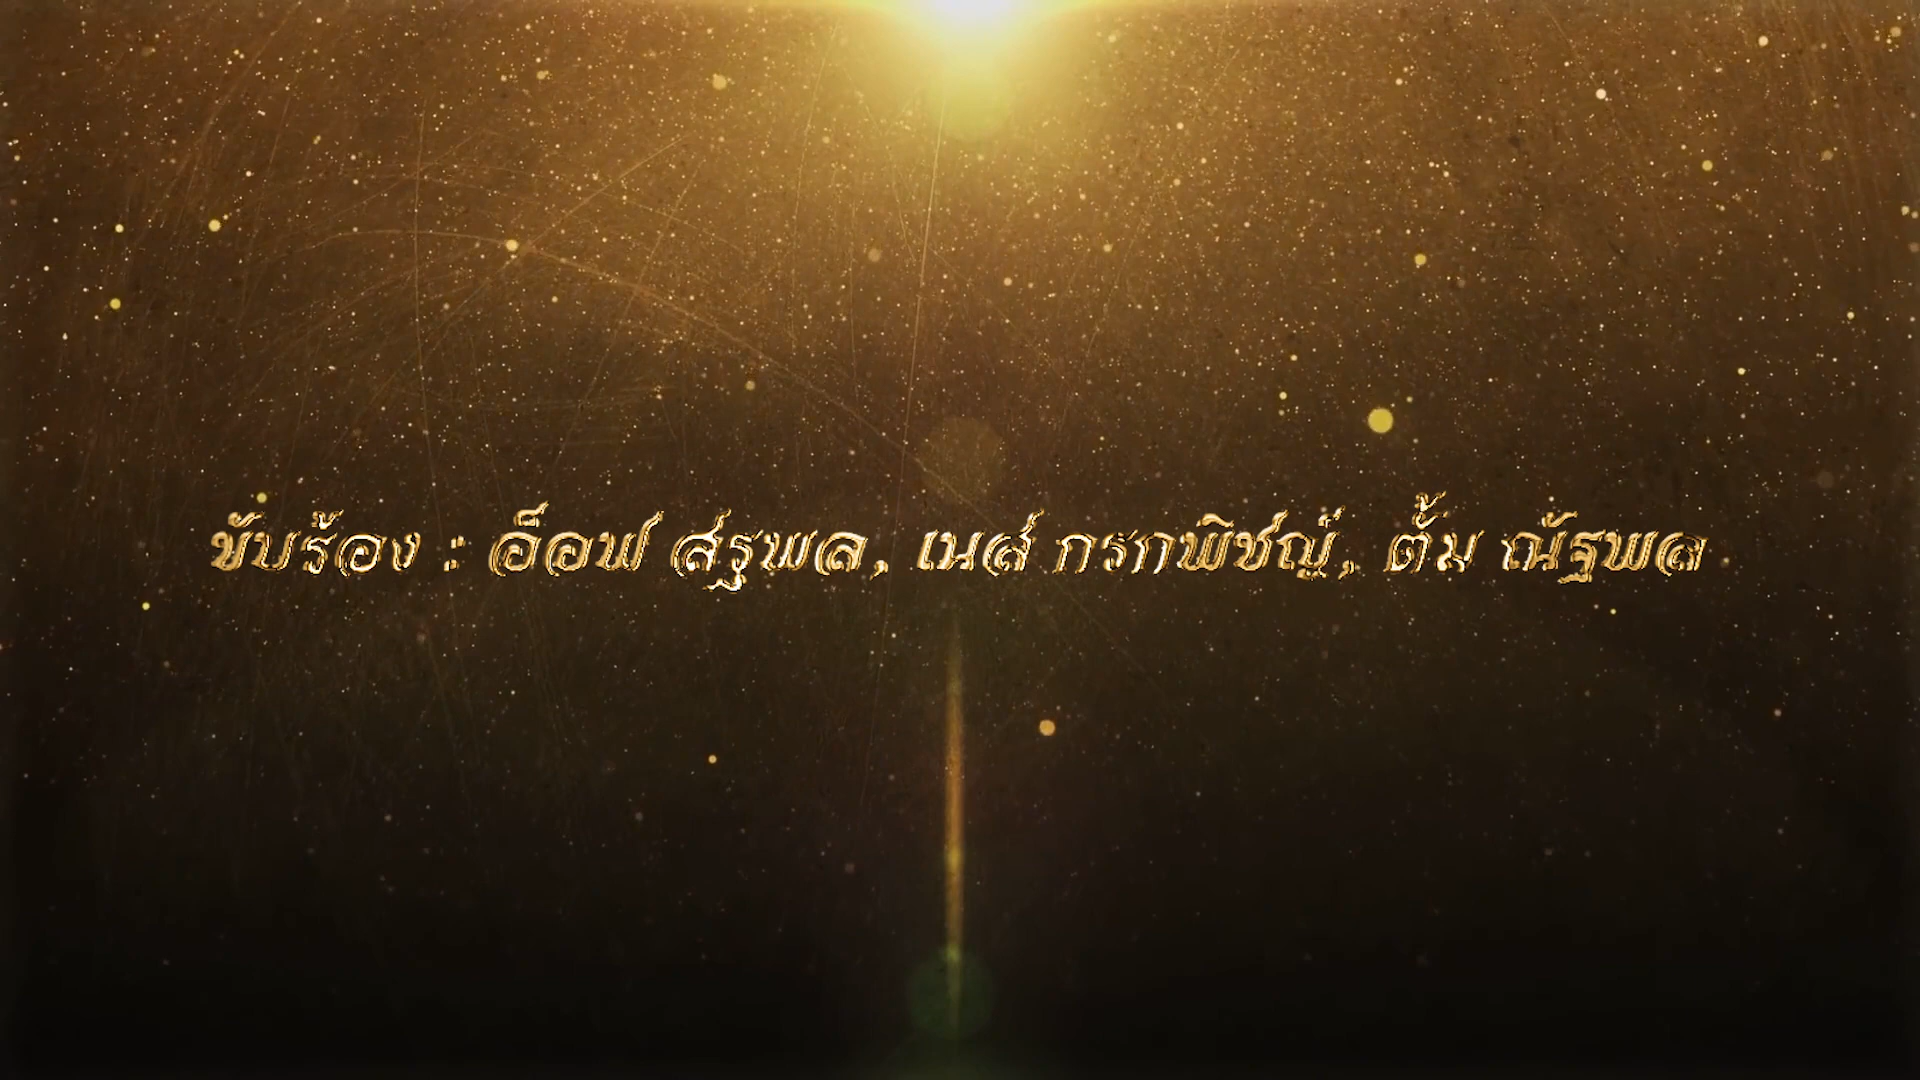 ขับร้อง : อ็อฟ สุรพล, เนส์ กรกพิชญ์, ตั้ม ณัฐพล